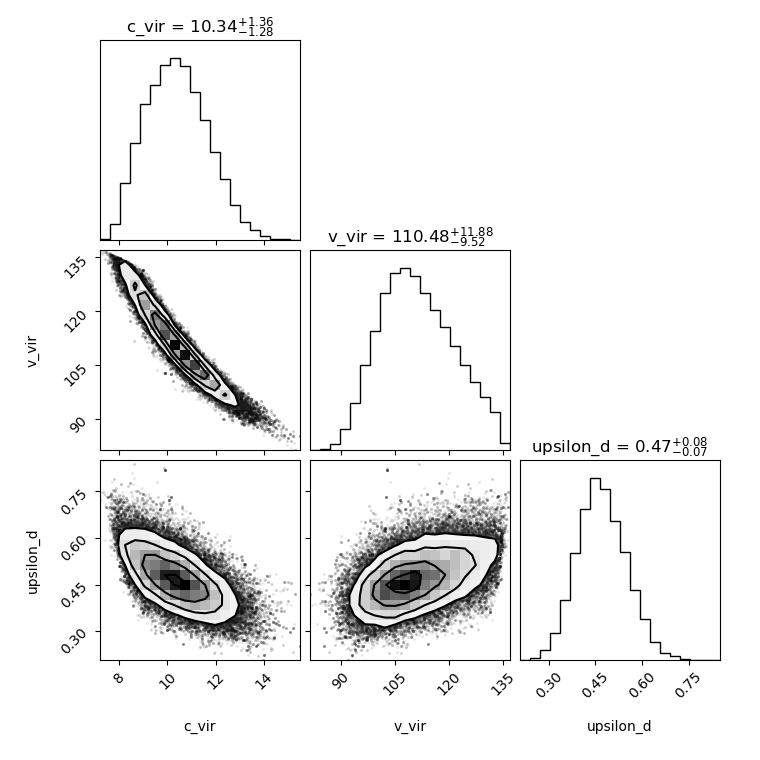 c_vir = 10.34+1.36−1.28
v_vir = 110.48+11.88−9.52
135
120
105
90
v_vir
upsilon_d = 0.47+0.08−0.07
0.75
0.60
0.45
0.30
upsilon_d
8 10 12 14
90 105 120 135
0.30 0.45 0.60 0.75
c_vir v_vir upsilon_d